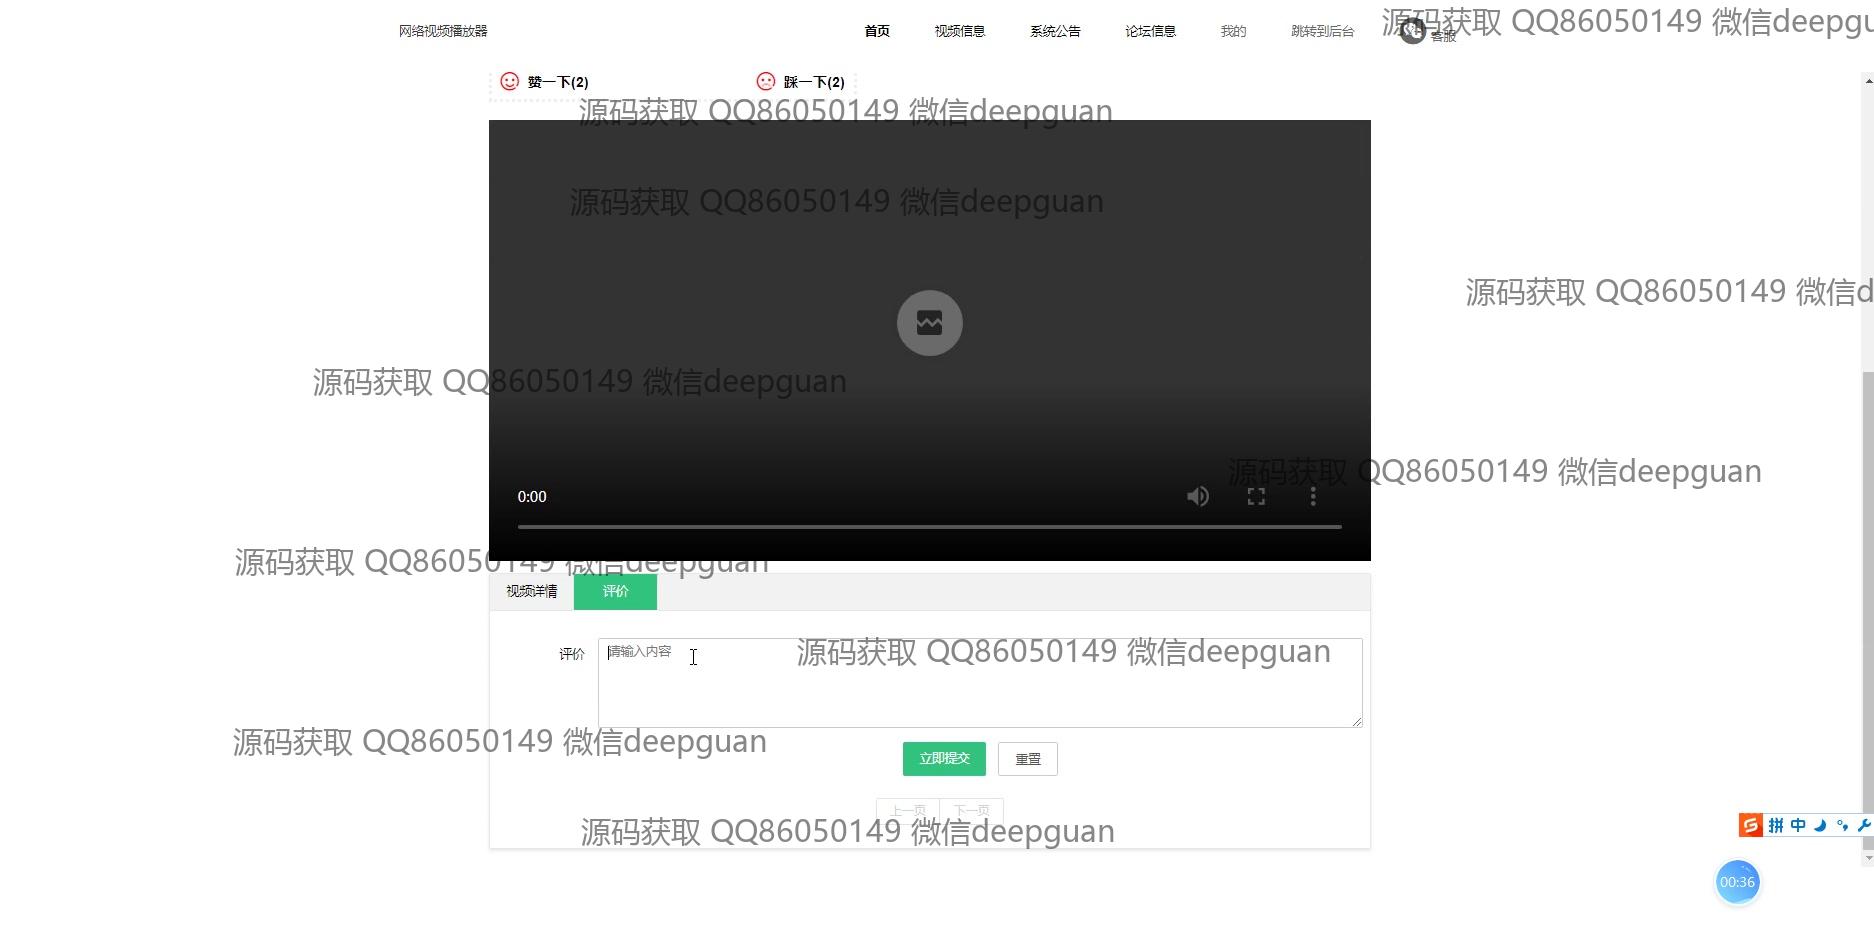 网络视频播放器 首页 视频信息 系统公告 论坛信息 我的 跳转到后台 客服
源码获取 QQ86050149 微信deepgu
赞一下(2) 踩一下(2)
源码获取 QQ86050149 微信deepguan
源码获取 QQ86050149 微信deepguan
源码获取 QQ86050149 微信d
源码获取 QQ86050149 微信deepguan
源码获取 QQ86050149 微信deepguan
0:00
源码获取 QQ86050149 微信deepguan
视频详情 评价
评价 请输入内容
源码获取 QQ86050149 微信deepguan
源码获取 QQ86050149 微信deepguan
立即提交 重置
上一页 下一页
源码获取 QQ86050149 微信deepguan
拼 中
00:36